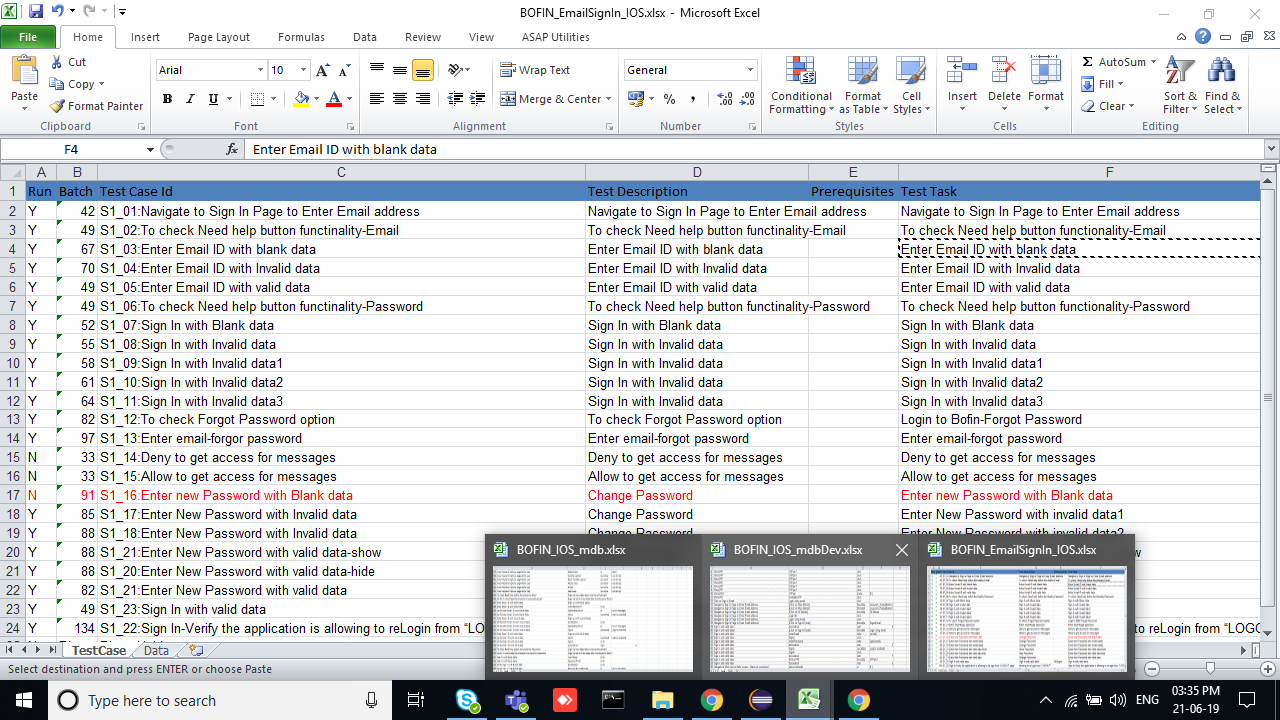 BOFIN_EmailSignIn_IOS.xlsx - Microsoft Excel
File Home Insert Page Layout Formulas Data Review View ASAP Utilities
Paste Cut Copy Format Painter Clipboard
Arial 10 B I U Font
Wrap Text Merge & Center Alignment
General % , Number
Conditional Formatting Format as Table Cell Styles Styles
Insert Delete Format Cells
AutoSum Fill Clear Sort & Filter Find & Select Editing
F4 fx Enter Email ID with blank data
A B C D E F
1 Run Batch Test Case Id Test Description Prerequisites Test Task
2 Y 42 S1_01:Navigate to Sign In Page to Enter Email address Navigate to Sign In Page to Enter Email address Navigate to Sign In Page to Enter Email address
3 Y 49 S1_02:To check Need help button functinality-Email To check Need help button functinality-Email To check Need help button functionality-Email
4 Y 67 S1_03:Enter Email ID with blank data Enter Email ID with blank data Enter Email ID with blank data
5 Y 70 S1_04:Enter Email ID with Invalid data Enter Email ID with Invalid data Enter Email ID with Invalid data
6 Y 49 S1_05:Enter Email ID with valid data Enter Email ID with valid data Enter Email ID with valid data
7 Y 49 S1_06:To check Need help button functinality-Password To check Need help button functinality-Password To check Need help button functionality-Password
8 Y 52 S1_07:Sign In with Blank data Sign In with Blank data Sign In with Blank data
9 Y 55 S1_08:Sign In with Invalid data Sign In with Invalid data Sign In with Invalid data
10 Y 58 S1_09:Sign In with Invalid data1 Sign In with Invalid data Sign In with Invalid data1
11 Y 61 S1_10:Sign In with Invalid data2 Sign In with Invalid data Sign In with Invalid data2
12 Y 64 S1_11:Sign In with Invalid data3 Sign In with Invalid data Sign In with Invalid data3
13 Y 82 S1_12:To check Forgot Password option To check Forgot Password option Login to Bofin-Forgot Password
14 Y 97 S1_13:Enter email-forgor password Enter email-forgot password Enter email-forgot password
15 N 33 S1_14:Deny to get access for messages Deny to get access for messages Deny to get access for messages
16 N 33 S1_15:Allow to get access for messages Allow to get access for messages Allow to get access for messages
17 N 91 S1_16:Enter new Password with Blank data Change Password Enter new Password with Blank data
18 Y 85 S1_17:Enter New Password with Invalid data Change Password Enter New Password with invalid data1
19 Y 88 S1_18:Enter New Password with Invalid data Change Password Enter New Password with invalid data2
20 Y 88 S1_21:Enter New Password with valid data-show
21 Y 88 S1_20:Enter New Password with valid data-hide
22 Y 82 S1_21:Enter New Password with valid data
23 Y 49 S1_23:Sign In with valid data
24 S1_22:Sign In-Verify the application is allowing to reLogin from to reLogin from "LOGO
BOFIN_IOS_mdb.xlsx BOFIN_IOS_mdbDev.xlsx BOFIN_EmailSignIn_IOS.xlsx
TestCase Data
Select destination and press ENTER or choose Paste
Type here to search
ENG 03:35 PM
21-06-19